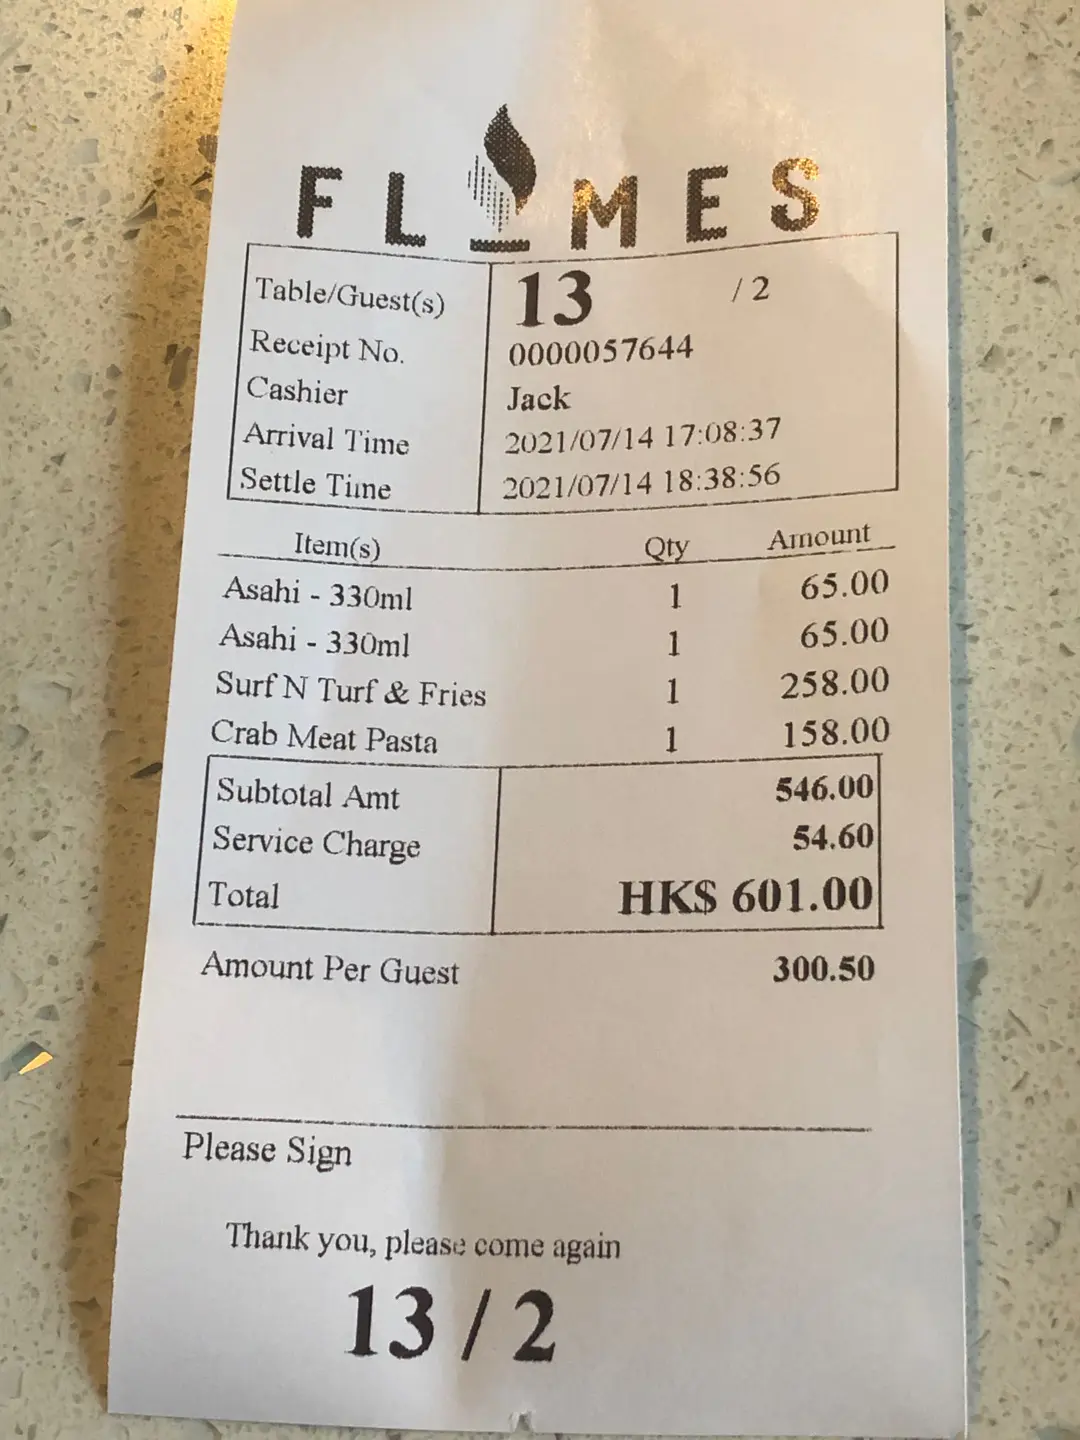 FLAMES
Table/Guest(s) 13 / 2
Receipt No. 0000057644
Cashier Jack
Arrival Time 2021/07/14 17:08:37
Settle Time 2021/07/14 18:38:56
Item(s) Qty Amount
Asahi - 330ml 1 65.00
Asahi - 330ml 1 65.00
Surf N Turf & Fries 1 258.00
Crab Meat Pasta 1 158.00
Subtotal Amt 546.00
Service Charge 54.60
Total HK$ 601.00
Amount Per Guest 300.50
Please Sign
Thank you, please come again
13 / 2